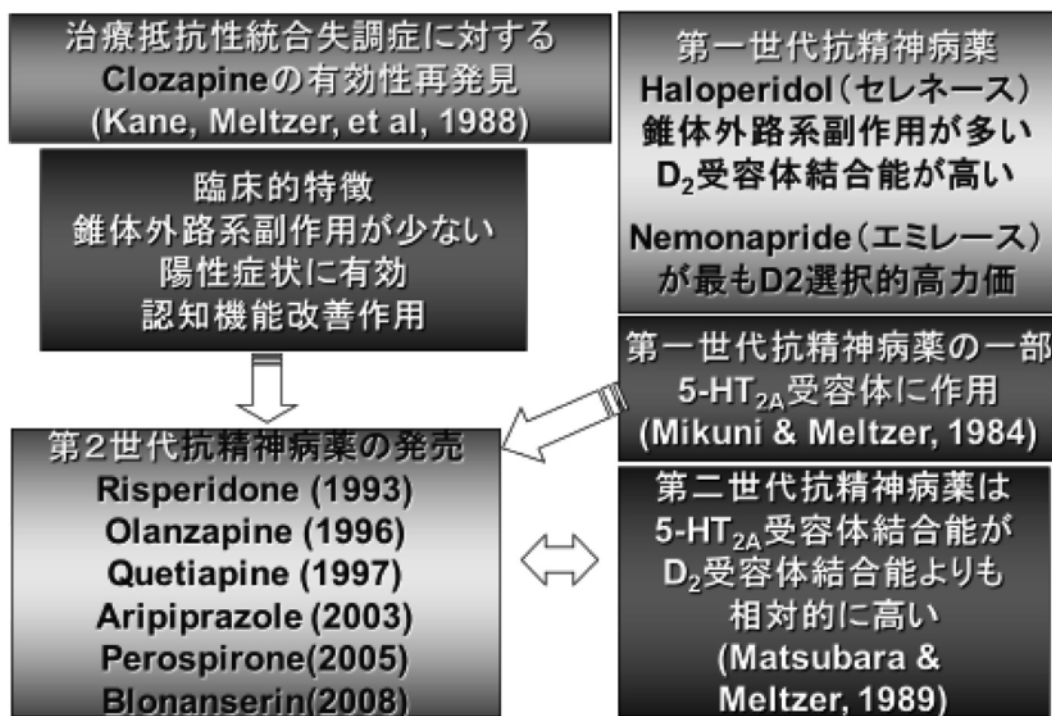 治療抵抗性統合失調症に対する
Clozapineの有効性再発見
(Kane, Meltzer, et al, 1988)
臨床的特徴
錐体外路系副作用が少ない
陽性症状に有効
認知機能改善作用
第2世代抗精神病薬の発売
Risperidone (1993)
Olanzapine (1996)
Quetiapine (1997)
Aripiprazole (2003)
Perospirone(2005)
Blonanserin(2008)
第一世代抗精神病薬
Haloperidol(セレネース)
錐体外路系副作用が多い
D₂受容体結合能が高い
Nemonapride(エミレース)
が最もD2選択的高力価
第一世代抗精神病薬の一部
5-HT₂A受容体に作用
(Mikuni & Meltzer, 1984)
第二世代抗精神病薬は
5-HT₂A受容体結合能が
D₂受容体結合能よりも
相対的に高い
(Matsubara &
Meltzer, 1989)